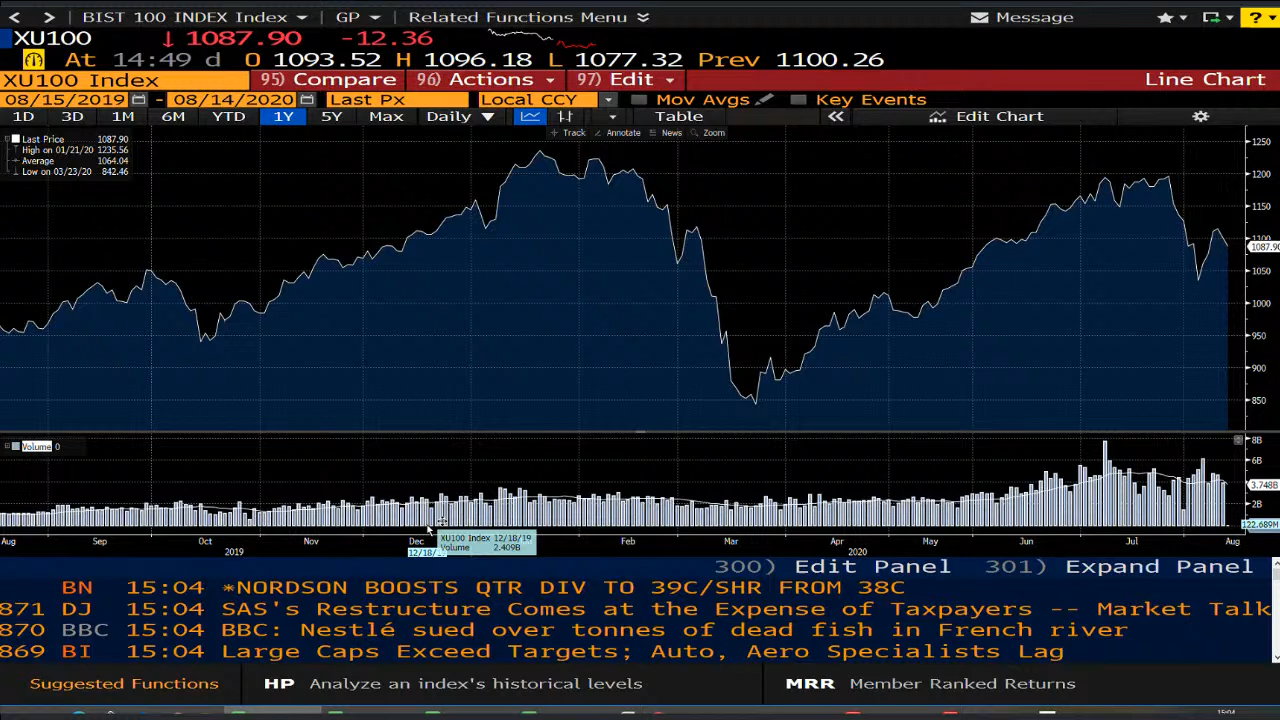 BIST 100 INDEX Index GP Related Functions Menu Message ?
XU100 ↓ 1087.90 -12.36
At 14:49 d O 1093.52 H 1096.18 L 1077.32 Prev 1100.26
XU100 Index 95) Compare 96) Actions 97) Edit Line Chart
08/15/2019 - 08/14/2020 Last Px Local CCY Mov Avgs Key Events
1D 3D 1M 6M YTD 1Y 5Y Max Daily ▼ Table « Edit Chart
Track Annotate News Zoom
Last Price 1087.90
High on 01/21/20 1235.56
Average 1064.04
Low on 03/23/20 842.46
1250
1200
1150
1100
1087.90
1050
1000
950
900
850
Volume 0
8B
6B
3.748B
2B
122.689M
XU100 Index 12/18/19
Volume 2.409B
Aug Sep Oct Nov Dec Feb Mar Apr May Jun Jul Aug
2019 12/18/ 2020
300) Edit Panel 301) Expand Panel
BN 15:04 *NORDSON BOOSTS QTR DIV TO 39C/SHR FROM 38C
871 DJ 15:04 SAS's Restructure Comes at the Expense of Taxpayers -- Market Talk
870 BBC 15:04 BBC: Nestlé sued over tonnes of dead fish in French river
869 BI 15:04 Large Caps Exceed Targets; Auto, Aero Specialists Lag
Suggested Functions HP Analyze an index's historical levels MRR Member Ranked Returns
15:04